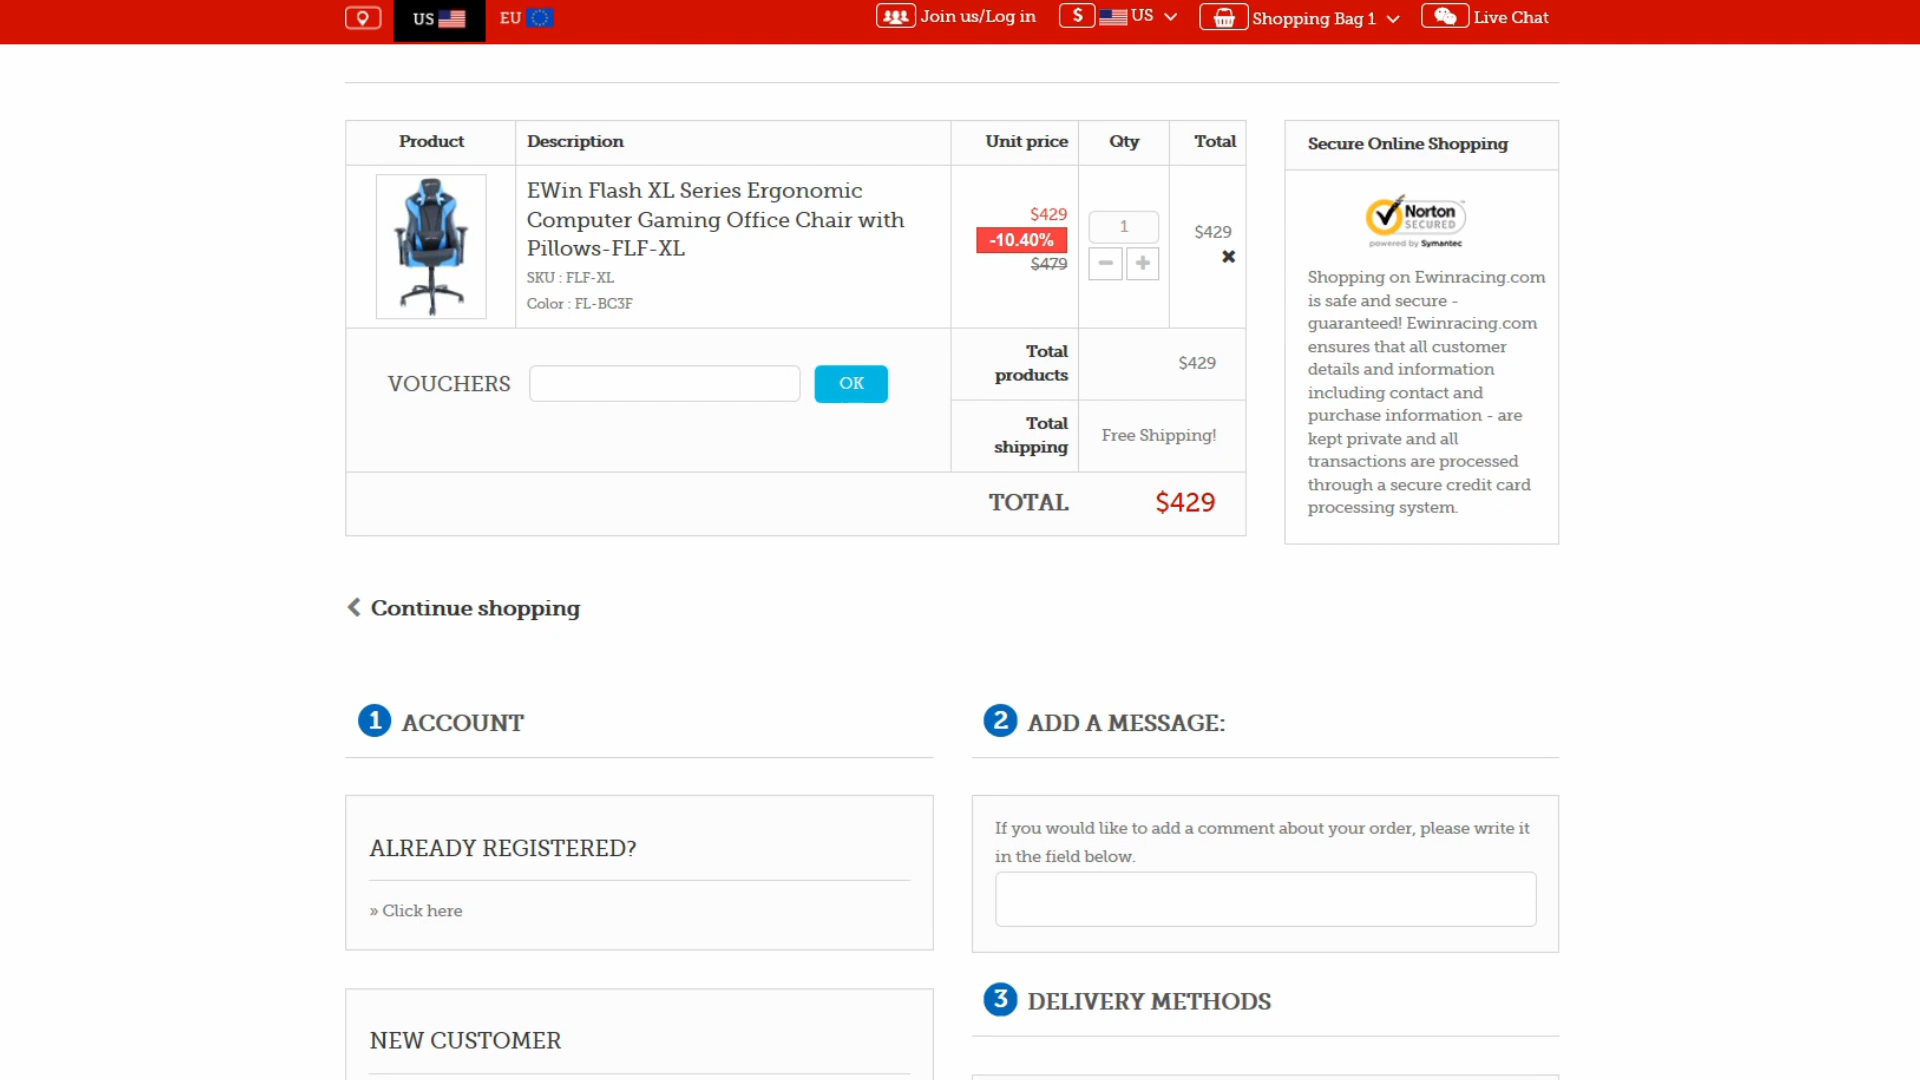 US EU Join us/Log in $ US Shopping Bag 1 Live Chat
Product Description Unit price Qty Total
EWin Flash XL Series Ergonomic
Computer Gaming Office Chair with
Pillows-FLF-XL
SKU : FLF-XL
Color : FL-BC3F
$429
-10.40%
$479
1
$429
VOUCHERS OK
Total
products
$429
Total
shipping
Free Shipping!
TOTAL $429
Secure Online Shopping
Norton
SECURED
powered by Symantec
Shopping on Ewinracing.com
is safe and secure -
guaranteed! Ewinracing.com
ensures that all customer
details and information
including contact and
purchase information - are
kept private and all
transactions are processed
through a secure credit card
processing system.
Continue shopping
1 ACCOUNT
ALREADY REGISTERED?
» Click here
NEW CUSTOMER
2 ADD A MESSAGE:
If you would like to add a comment about your order, please write it
in the field below.
3 DELIVERY METHODS